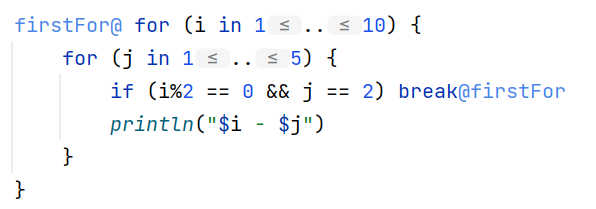 firstFor@ for (i in 1 ≤ .. ≤ 10) {
    for (j in 1 ≤ .. ≤ 5) {
        if (i%2 == 0 && j == 2) break@firstFor
        println("$i - $j")
    }
}